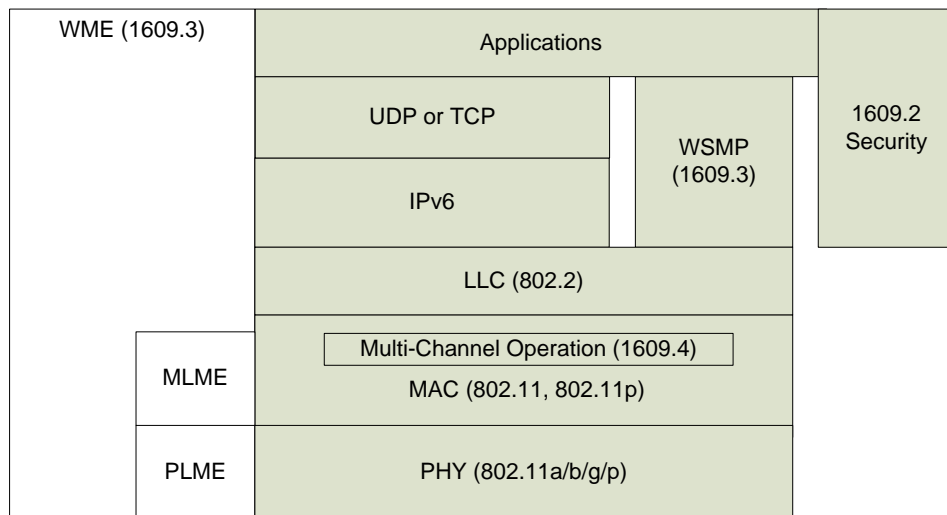 WME (1609.3)
Applications
UDP or TCP
WSMP
(1609.3)
1609.2
Security
IPv6
LLC (802.2)
Multi-Channel Operation (1609.4)
MLME
MAC (802.11, 802.11p)
PLME
PHY (802.11a/b/g/p)